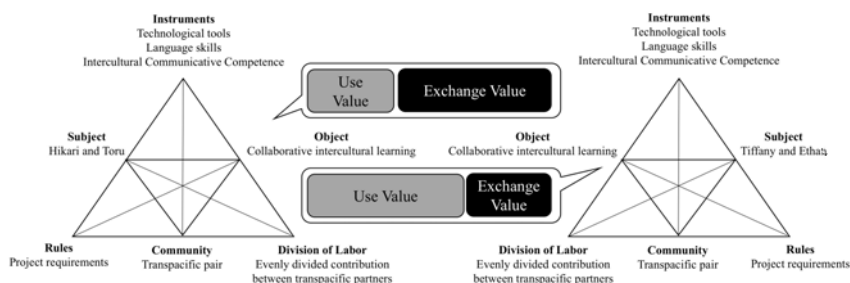 Instruments
Technological tools
Language skills
Intercultural Communicative Competence
Instruments
Technological tools
Language skills
Intercultural Communicative Competence
Use
Value
Exchange Value
Subject
Hikari and Toru
Object
Collaborative intercultural learning
Object
Collaborative intercultural learning
Subject
Tiffany and Ethan
Use Value
Exchange
Value
Rules
Project requirements
Community
Transpacific pair
Division of Labor
Evenly divided contribution
between transpacific partners
Division of Labor
Evenly divided contribution
between transpacific partners
Community
Transpacific pair
Rules
Project requirements